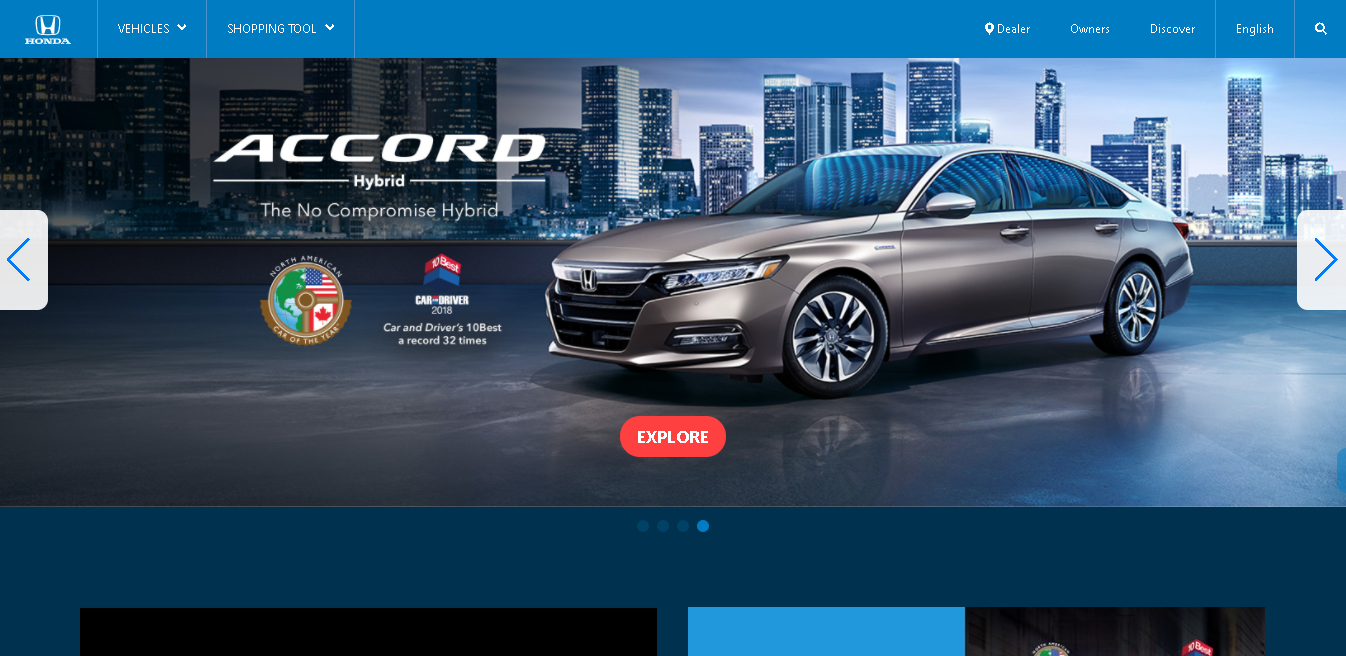 HONDA
VEHICLES
SHOPPING TOOL
Dealer
Owners
Discover
English
ACCORD
Hybrid
The No Compromise Hybrid
NORTH AMERICAN
CAR OF THE YEAR
10Best
CAR AND DRIVER
2018
Car and Driver's 10Best
a record 32 times
EXPLORE
10Best